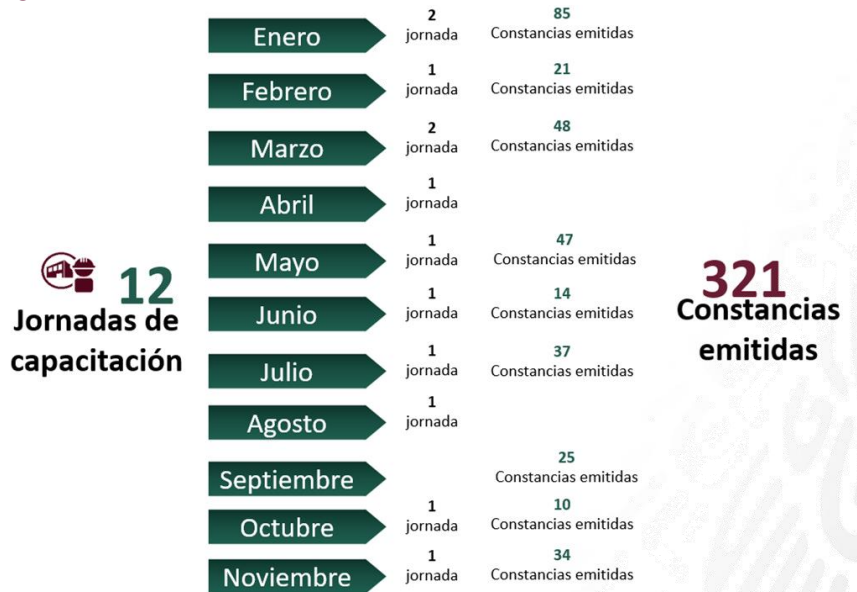 2 85
Enero jornada Constancias emitidas
1 21
Febrero jornada Constancias emitidas
2 48
Marzo jornada Constancias emitidas
1
Abril jornada
1 47
Mayo jornada Constancias emitidas
1 14
Junio jornada Constancias emitidas
1 37
Julio jornada Constancias emitidas
1
Agosto jornada
25
Septiembre Constancias emitidas
1 10
Octubre jornada Constancias emitidas
1 34
Noviembre jornada Constancias emitidas
12
Jornadas de
capacitación
321
Constancias
emitidas